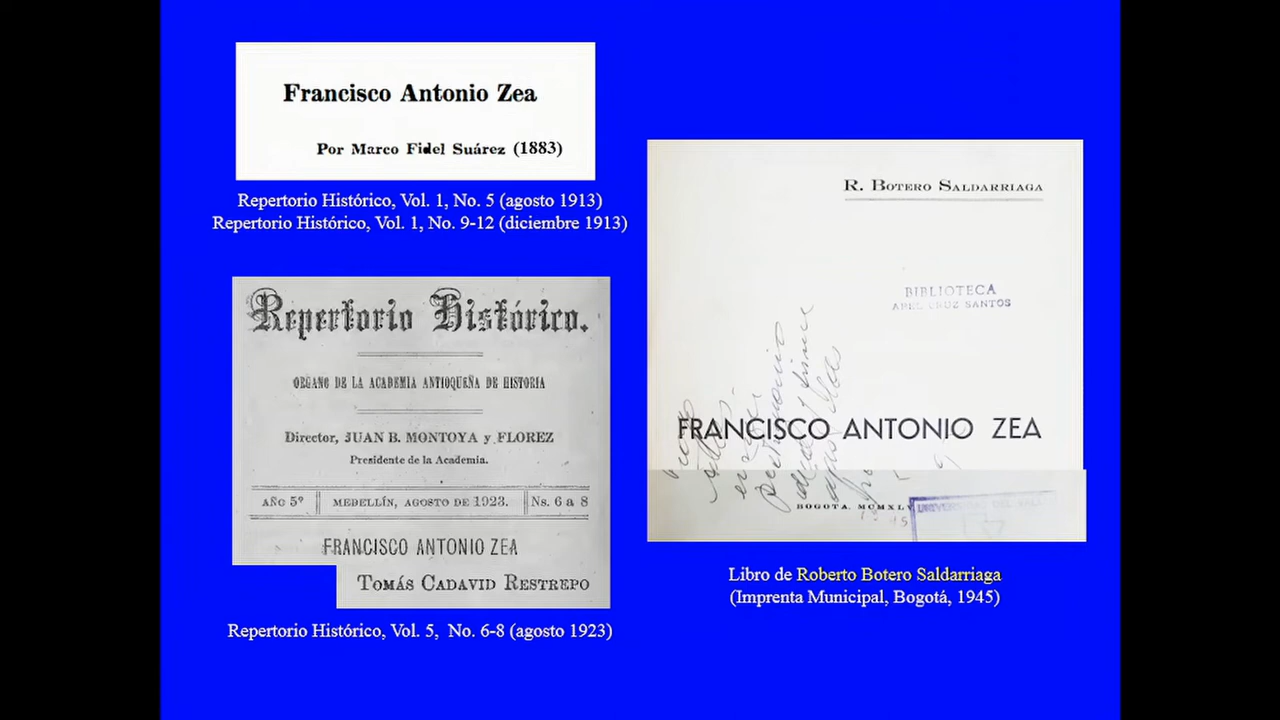 Francisco Antonio Zea
Por Marco Fidel Suárez (1883)
Repertorio Histórico, Vol. 1, No. 5 (agosto 1913)
Repertorio Histórico, Vol. 1, No. 9-12 (diciembre 1913)
Repertorio Histórico.
ORGANO DE LA ACADEMIA ANTIOQUEÑA DE HISTORIA
Director, JUAN B. MONTOYA y FLOREZ
Presidente de la Academia.
AÑO 5º MEDELLÍN, AGOSTO DE 1923. Ns. 6 a 8
FRANCISCO ANTONIO ZEA
TOMÁS CADAVID RESTREPO
Repertorio Histórico, Vol. 5, No. 6-8 (agosto 1923)
R. BOTERO SALDARRIAGA
BIBLIOTECA
ABEL CRUZ SANTOS
FRANCISCO ANTONIO ZEA
BOGOTA. MCMXLV
Libro de Roberto Botero Saldarriaga
(Imprenta Municipal, Bogotá, 1945)